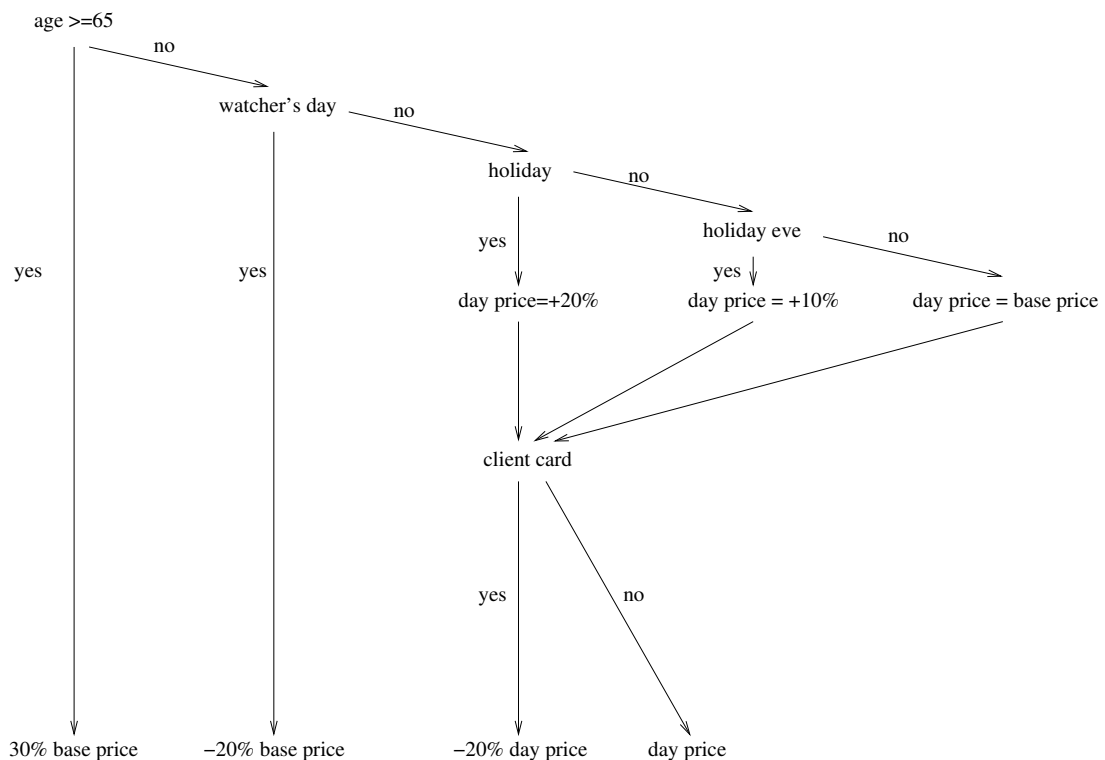 age >=65
no
watcher's day
no
holiday
no
holiday eve
no
yes
yes
yes
yes
day price=+20%
day price = +10%
day price = base price
client card
yes
no
30% base price
−20% base price
−20% day price
day price